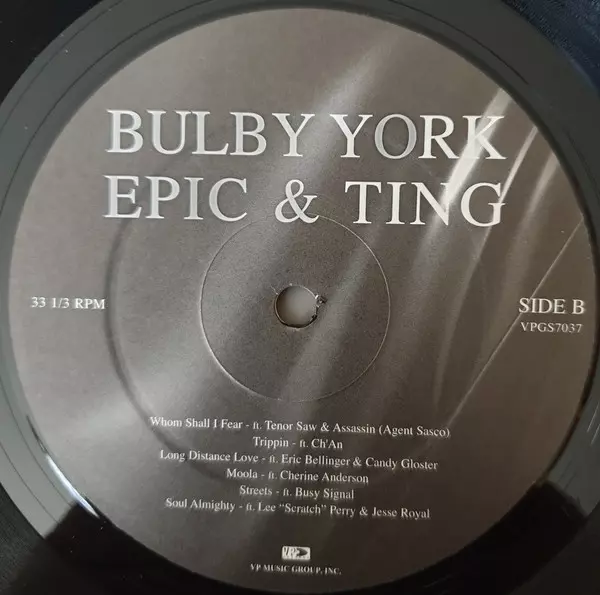 BULBY YORK
EPIC & TING
33 1/3 RPM
SIDE B
VPGS7037
Whom Shall I Fear - ft. Tenor Saw & Assassin (Agent Sasco)
Trippin - ft. Ch'An
Long Distance Love - ft. Eric Bellinger & Candy Gloster
Moola - ft. Cherine Anderson
Streets - ft. Busy Signal
Soul Almighty - ft. Lee "Scratch" Perry & Jesse Royal
VP
VP MUSIC GROUP, INC.